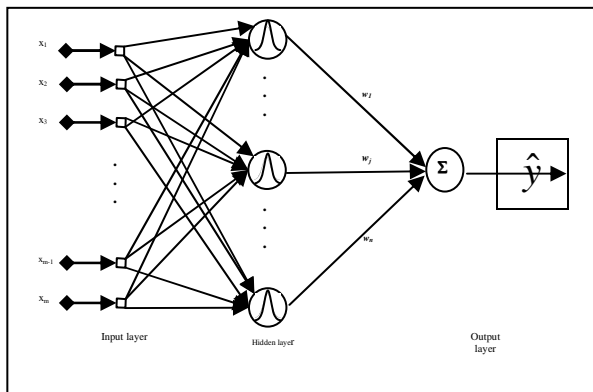 x1
x2
x3
xm-1
xm
w1
wj
wn
Σ
ŷ
Input layer
Hidden layer
Output
layer